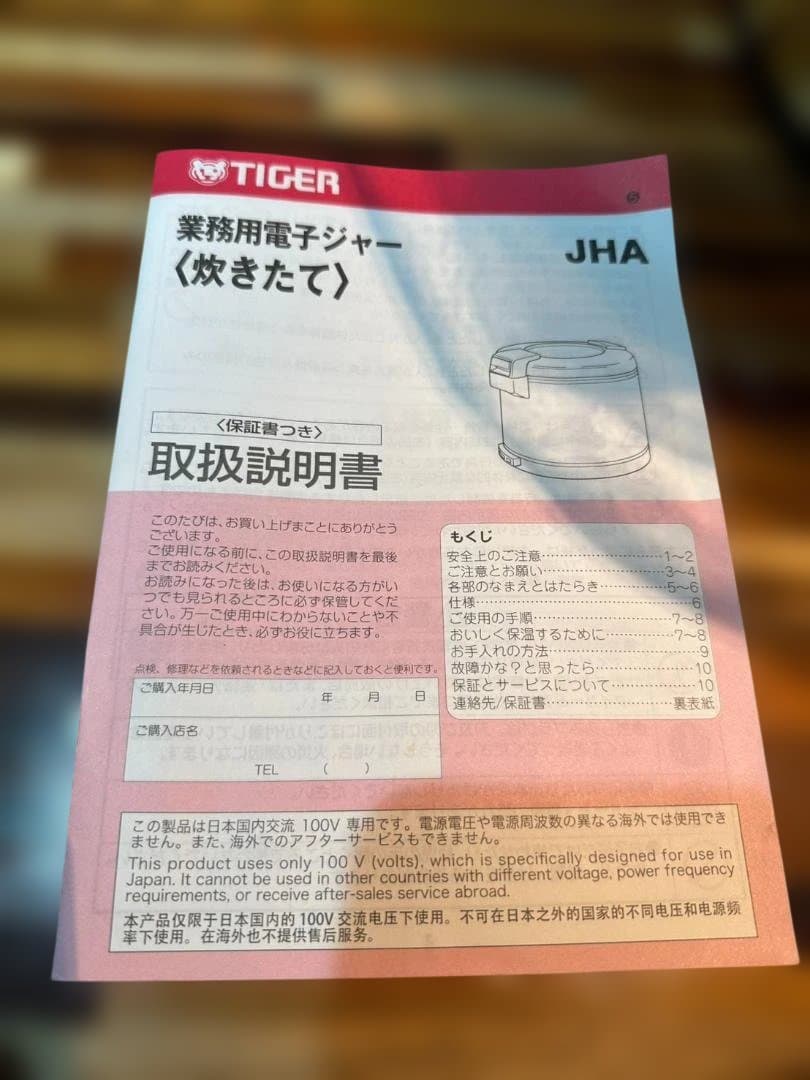 TIGER
業務用電子ジャー
JHA
〈炊きたて〉
〈保証書つき〉
取扱説明書
このたびは、お買い上げまことにありがとう
ございます。
ご使用になる前に、この取扱説明書を最後
までお読みください。
お読みになった後は、お使いになる方がい
つでも見られるところに必ず保管してくだ
さい。万一ご使用中にわからないことや不
具合が生じたとき、必ずお役に立ちます。
もくじ
安全上のご注意……………………1〜2
ご注意とお願い……………………3〜4
各部のなまえとはたらき…………5〜6
仕様……………………………………6
ご使用の手順………………………7〜8
おいしく保温するために…………7〜8
お手入れの方法………………………9
故障かな?と思ったら………………10
保証とサービスについて……………10
連絡先/保証書…………………裏表紙
点検、修理などを依頼されるときなどに記入しておくと便利です。
ご購入年月日
年 月 日
ご購入店名
TEL ( )
この製品は日本国内交流 100V 専用です。電源電圧や電源周波数の異なる海外では使用でき
ません。また、海外でのアフターサービスもできません。
This product uses only 100 V (volts), which is specifically designed for use in
Japan. It cannot be used in other countries with different voltage, power frequency
requirements, or receive after-sales service abroad.
本产品仅限于日本国内的100V交流电压下使用。不可在日本之外的国家的不同电压和电源频
率下使用。在海外也不提供售后服务。